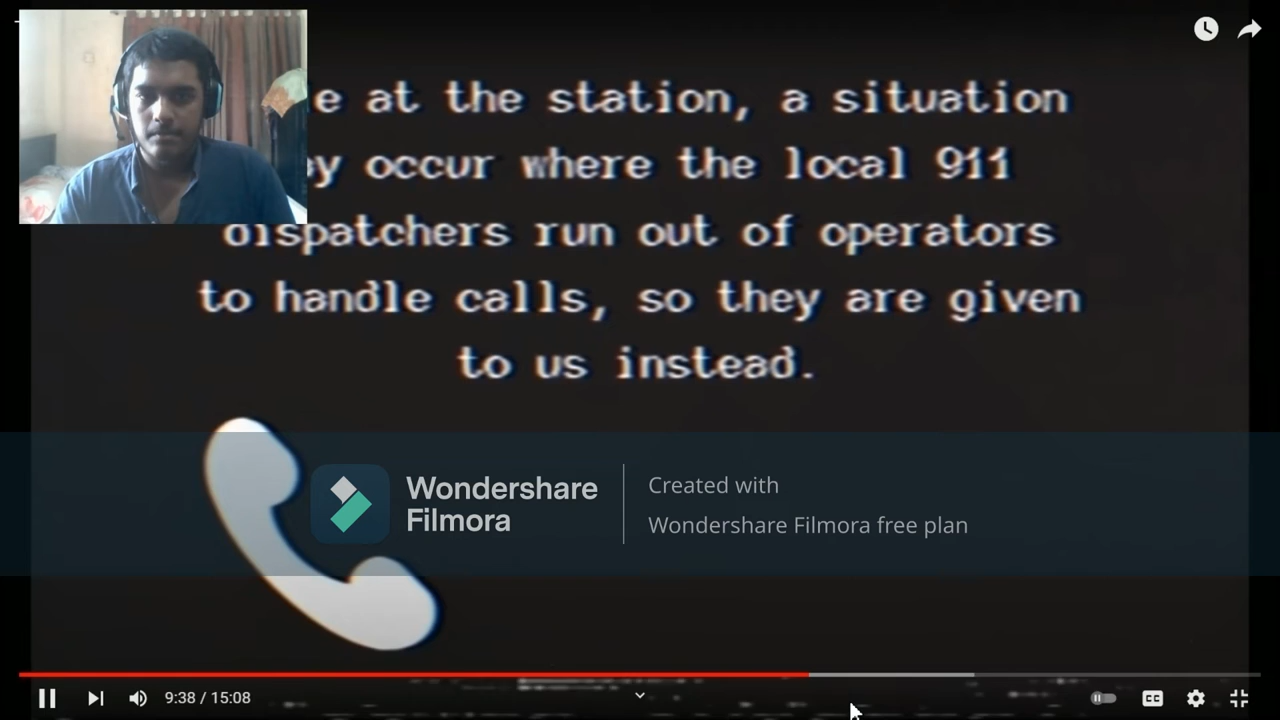 e at the station, a situation
y occur where the local 911
dispatchers run out of operators
to handle calls, so they are given
to us instead.
Wondershare
Filmora
Created with
Wondershare Filmora free plan
9:38 / 15:08
CC